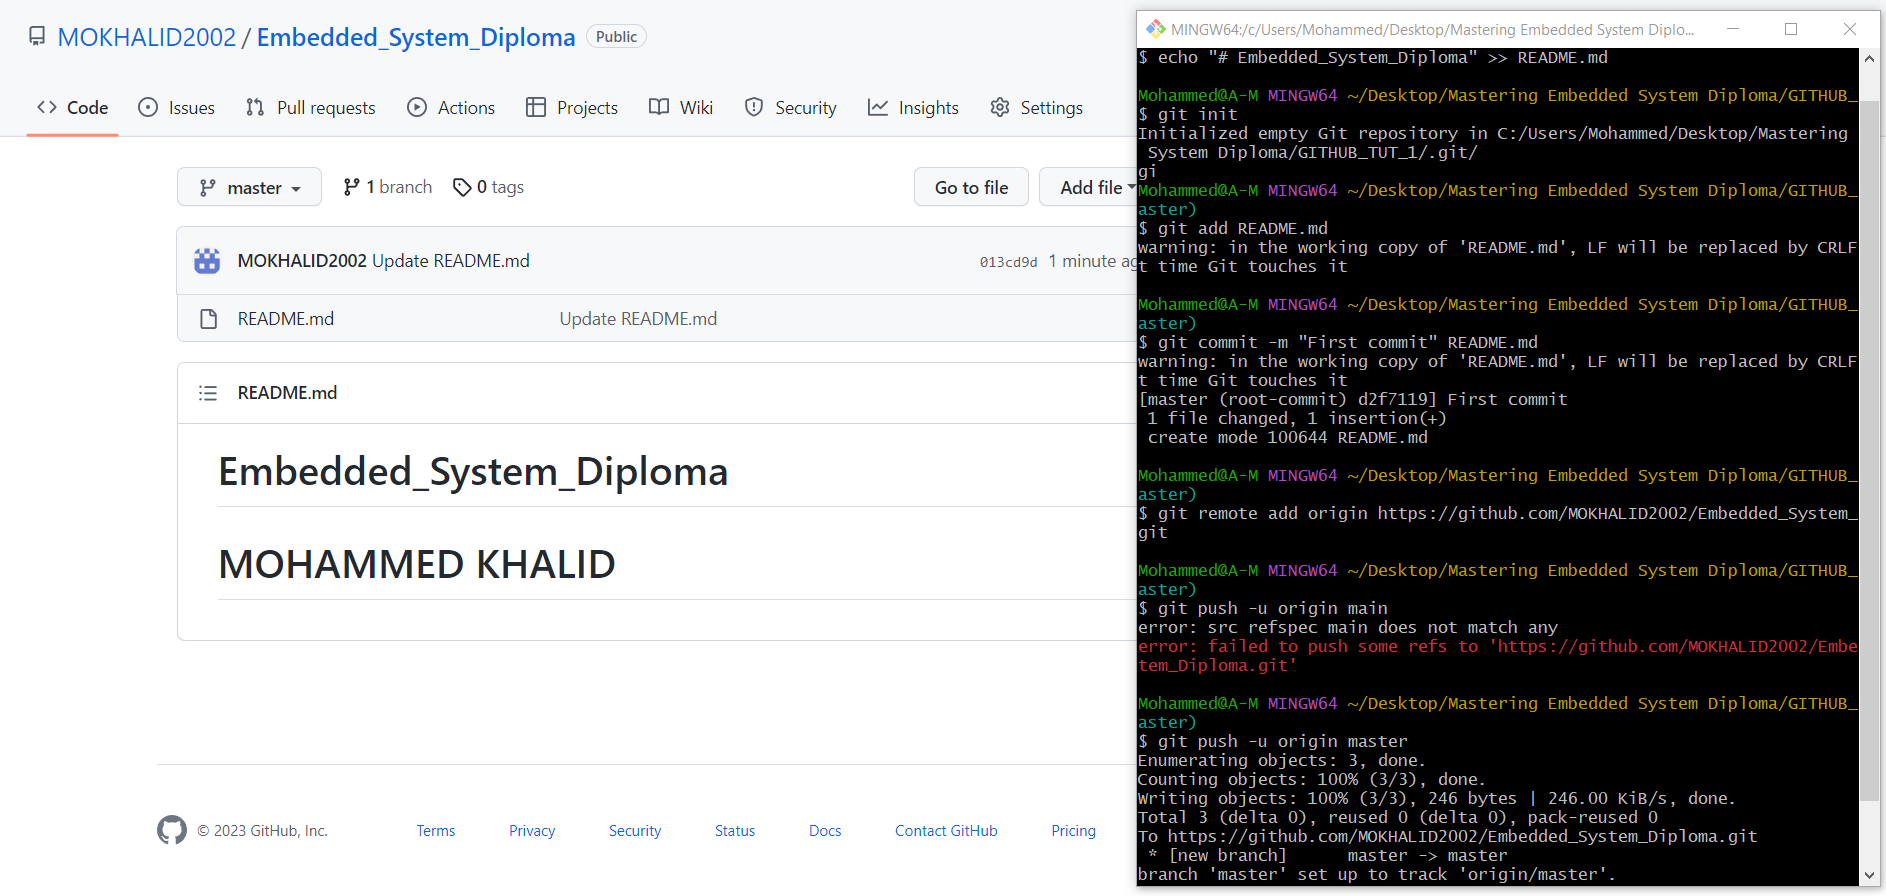 MOKHALID2002 / Embedded_System_Diploma Public
Code Issues Pull requests Actions Projects Wiki Security Insights Settings
master 1 branch 0 tags Go to file Add file
MOKHALID2002 Update README.md 013cd9d 1 minute ag
README.md Update README.md
README.md
Embedded_System_Diploma
MOHAMMED KHALID
© 2023 GitHub, Inc. Terms Privacy Security Status Docs Contact GitHub Pricing
MINGW64:/c/Users/Mohammed/Desktop/Mastering Embedded System Diplo...
$ echo "# Embedded_System_Diploma" >> README.md
Mohammed@A-M MINGW64 ~/Desktop/Mastering Embedded System Diploma/GITHUB_
$ git init
Initialized empty Git repository in C:/Users/Mohammed/Desktop/Mastering
System Diploma/GITHUB_TUT_1/.git/
gi
Mohammed@A-M MINGW64 ~/Desktop/Mastering Embedded System Diploma/GITHUB_
aster)
$ git add README.md
warning: in the working copy of 'README.md', LF will be replaced by CRLF
t time Git touches it
Mohammed@A-M MINGW64 ~/Desktop/Mastering Embedded System Diploma/GITHUB_
aster)
$ git commit -m "First commit" README.md
warning: in the working copy of 'README.md', LF will be replaced by CRLF
t time Git touches it
[master (root-commit) d2f7119] First commit
1 file changed, 1 insertion(+)
create mode 100644 README.md
Mohammed@A-M MINGW64 ~/Desktop/Mastering Embedded System Diploma/GITHUB_
aster)
$ git remote add origin https://github.com/MOKHALID2002/Embedded_System_
git
Mohammed@A-M MINGW64 ~/Desktop/Mastering Embedded System Diploma/GITHUB_
aster)
$ git push -u origin main
error: src refspec main does not match any
error: failed to push some refs to 'https://github.com/MOKHALID2002/Embe
tem_Diploma.git'
Mohammed@A-M MINGW64 ~/Desktop/Mastering Embedded System Diploma/GITHUB_
aster)
$ git push -u origin master
Enumerating objects: 3, done.
Counting objects: 100% (3/3), done.
Writing objects: 100% (3/3), 246 bytes | 246.00 KiB/s, done.
Total 3 (delta 0), reused 0 (delta 0), pack-reused 0
To https://github.com/MOKHALID2002/Embedded_System_Diploma.git
* [new branch] master -> master
branch 'master' set up to track 'origin/master'.